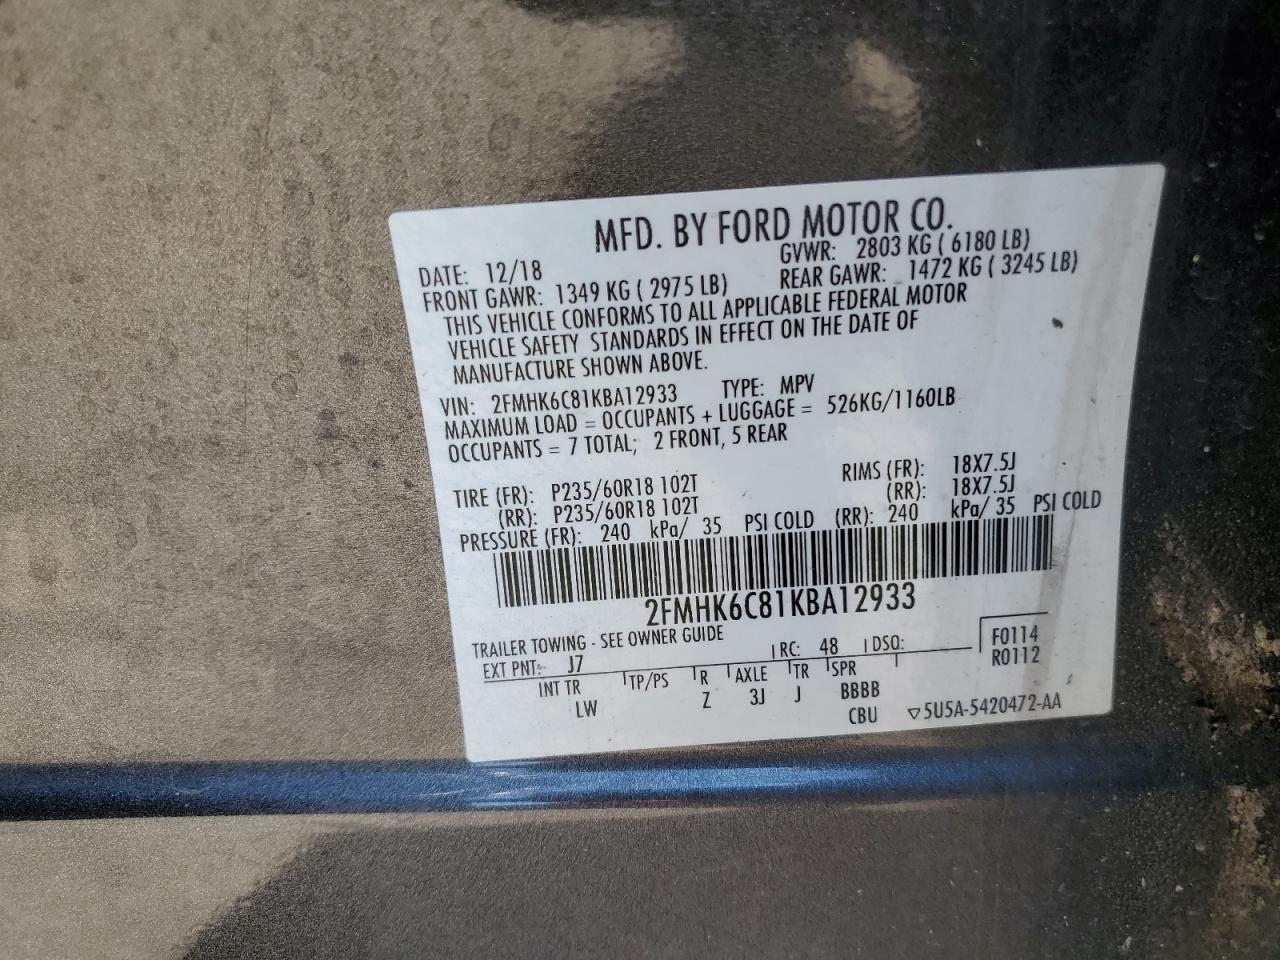 MFD. BY FORD MOTOR CO.
DATE: 12/18 GVWR: 2803 KG ( 6180 LB)
FRONT GAWR: 1349 KG ( 2975 LB) REAR GAWR: 1472 KG ( 3245 LB)
THIS VEHICLE CONFORMS TO ALL APPLICABLE FEDERAL MOTOR
VEHICLE SAFETY STANDARDS IN EFFECT ON THE DATE OF
MANUFACTURE SHOWN ABOVE.
VIN: 2FMHK6C81KBA12933 TYPE: MPV
MAXIMUM LOAD = OCCUPANTS + LUGGAGE = 526KG/1160LB
OCCUPANTS = 7 TOTAL; 2 FRONT, 5 REAR
TIRE (FR): P235/60R18 102T RIMS (FR): 18X7.5J
(RR): P235/60R18 102T (RR): 18X7.5J
PRESSURE (FR): 240 kPa/ 35 PSI COLD (RR): 240 kPa/ 35 PSI COLD
2FMHK6C81KBA12933
TRAILER TOWING - SEE OWNER GUIDE
EXT PNT: J7 RC: 48 DSO: F0114
R0112
INT TR TP/PS R AXLE TR SPR
LW Z 3J J BBBB
CBU ▽5U5A-5420472-AA